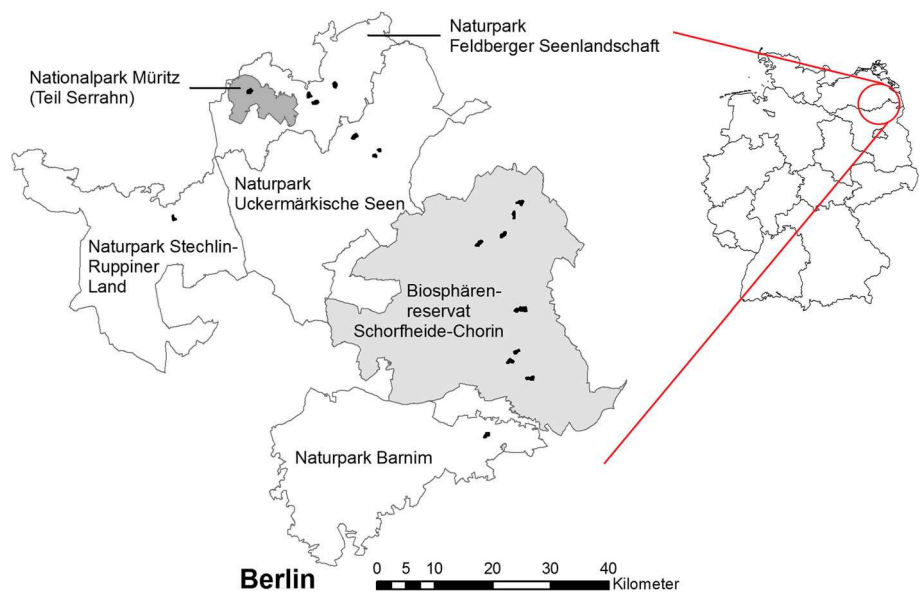 Naturpark
Feldberger Seenlandschaft
Nationalpark Müritz
(Teil Serrahn)
Naturpark
Uckermärkische Seen
Naturpark Stechlin-
Ruppiner
Land
Biosphären-
reservat
Schorfheide-Chorin
Naturpark Barnim
Berlin
0 5 10 20 30 40
Kilometer